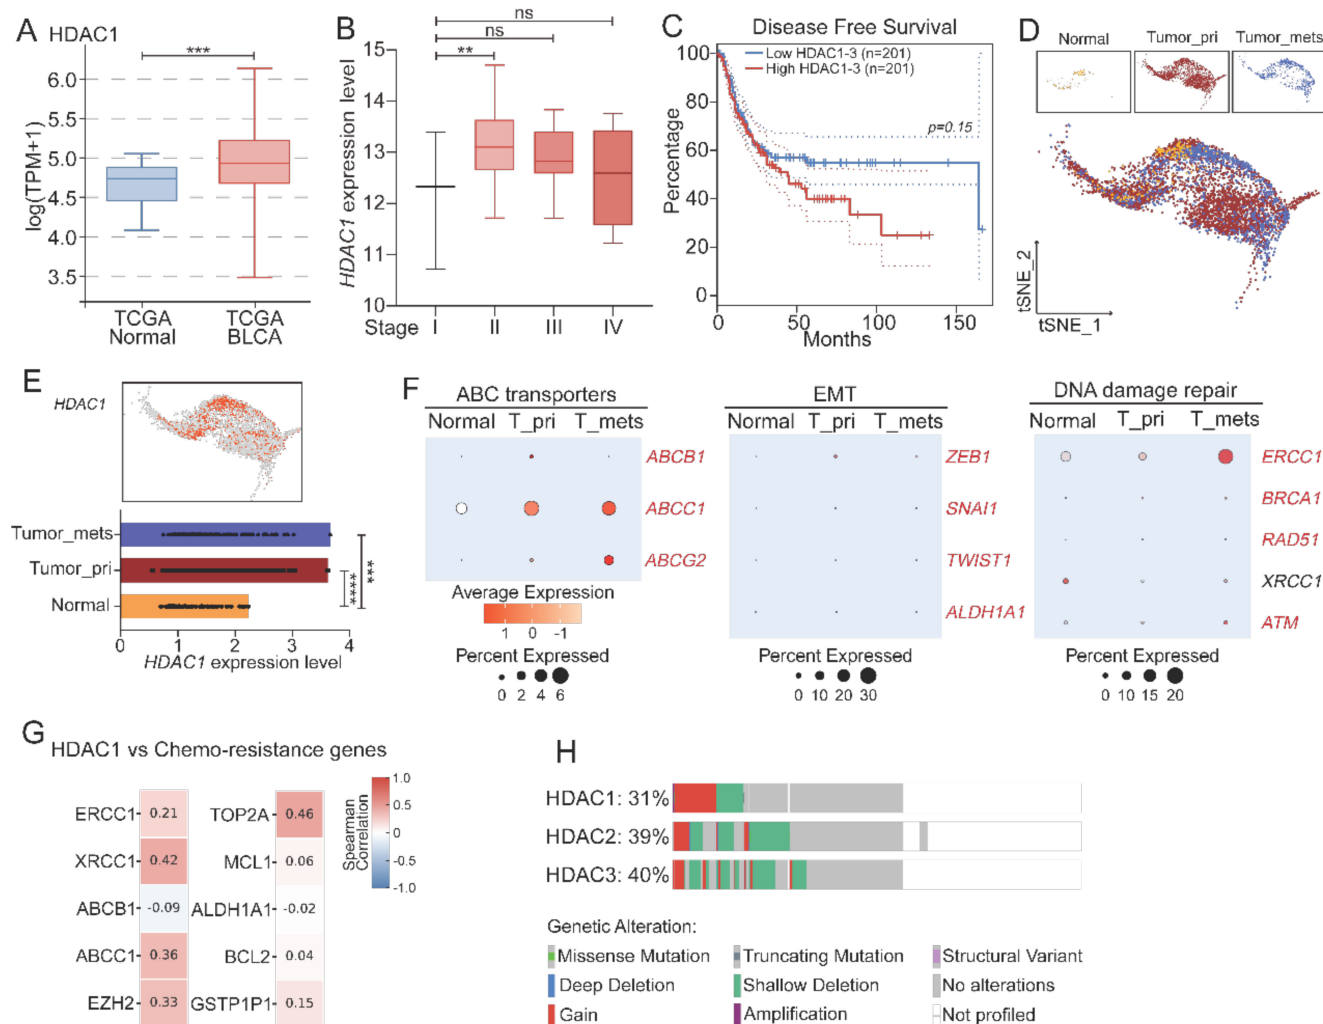 A
HDAC1
***
log(TPM+1)
6.0
5.5
5.0
4.5
4.0
3.5
TCGA Normal
TCGA BLCA
B
ns
ns
**
HDAC1 expression level
15
14
13
12
11
10
Stage I II III IV
C
Disease Free Survival
Low HDAC1-3 (n=201)
High HDAC1-3 (n=201)
p=0.15
Percentage
100
80
60
40
20
0
0 50 100 150
Months
D
Normal Tumor_pri Tumor_mets
tSNE_2
tSNE_1
E
HDAC1
Tumor_mets
Tumor_pri
Normal
***
****
0 1 2 3 4
HDAC1 expression level
F
ABC transporters
Normal T_pri T_mets
ABCB1
ABCC1
ABCG2
Average Expression
1 0 -1
Percent Expressed
0 2 4 6
EMT
Normal T_pri T_mets
ZEB1
SNAI1
TWIST1
ALDH1A1
Percent Expressed
0 10 20 30
DNA damage repair
Normal T_pri T_mets
ERCC1
BRCA1
RAD51
XRCC1
ATM
Percent Expressed
0 10 15 20
G
HDAC1 vs Chemo-resistance genes
ERCC1 0.21 TOP2A 0.46
XRCC1 0.42 MCL1 0.06
ABCB1 -0.09 ALDH1A1 -0.02
ABCC1 0.36 BCL2 0.04
EZH2 0.33 GSTP1P1 0.15
Spearman
Correlation
1.0
0.5
0.0
-0.5
-1.0
H
HDAC1: 31%
HDAC2: 39%
HDAC3: 40%
Genetic Alteration:
Missense Mutation Truncating Mutation Structural Variant
Deep Deletion Shallow Deletion No alterations
Gain Amplification Not profiled